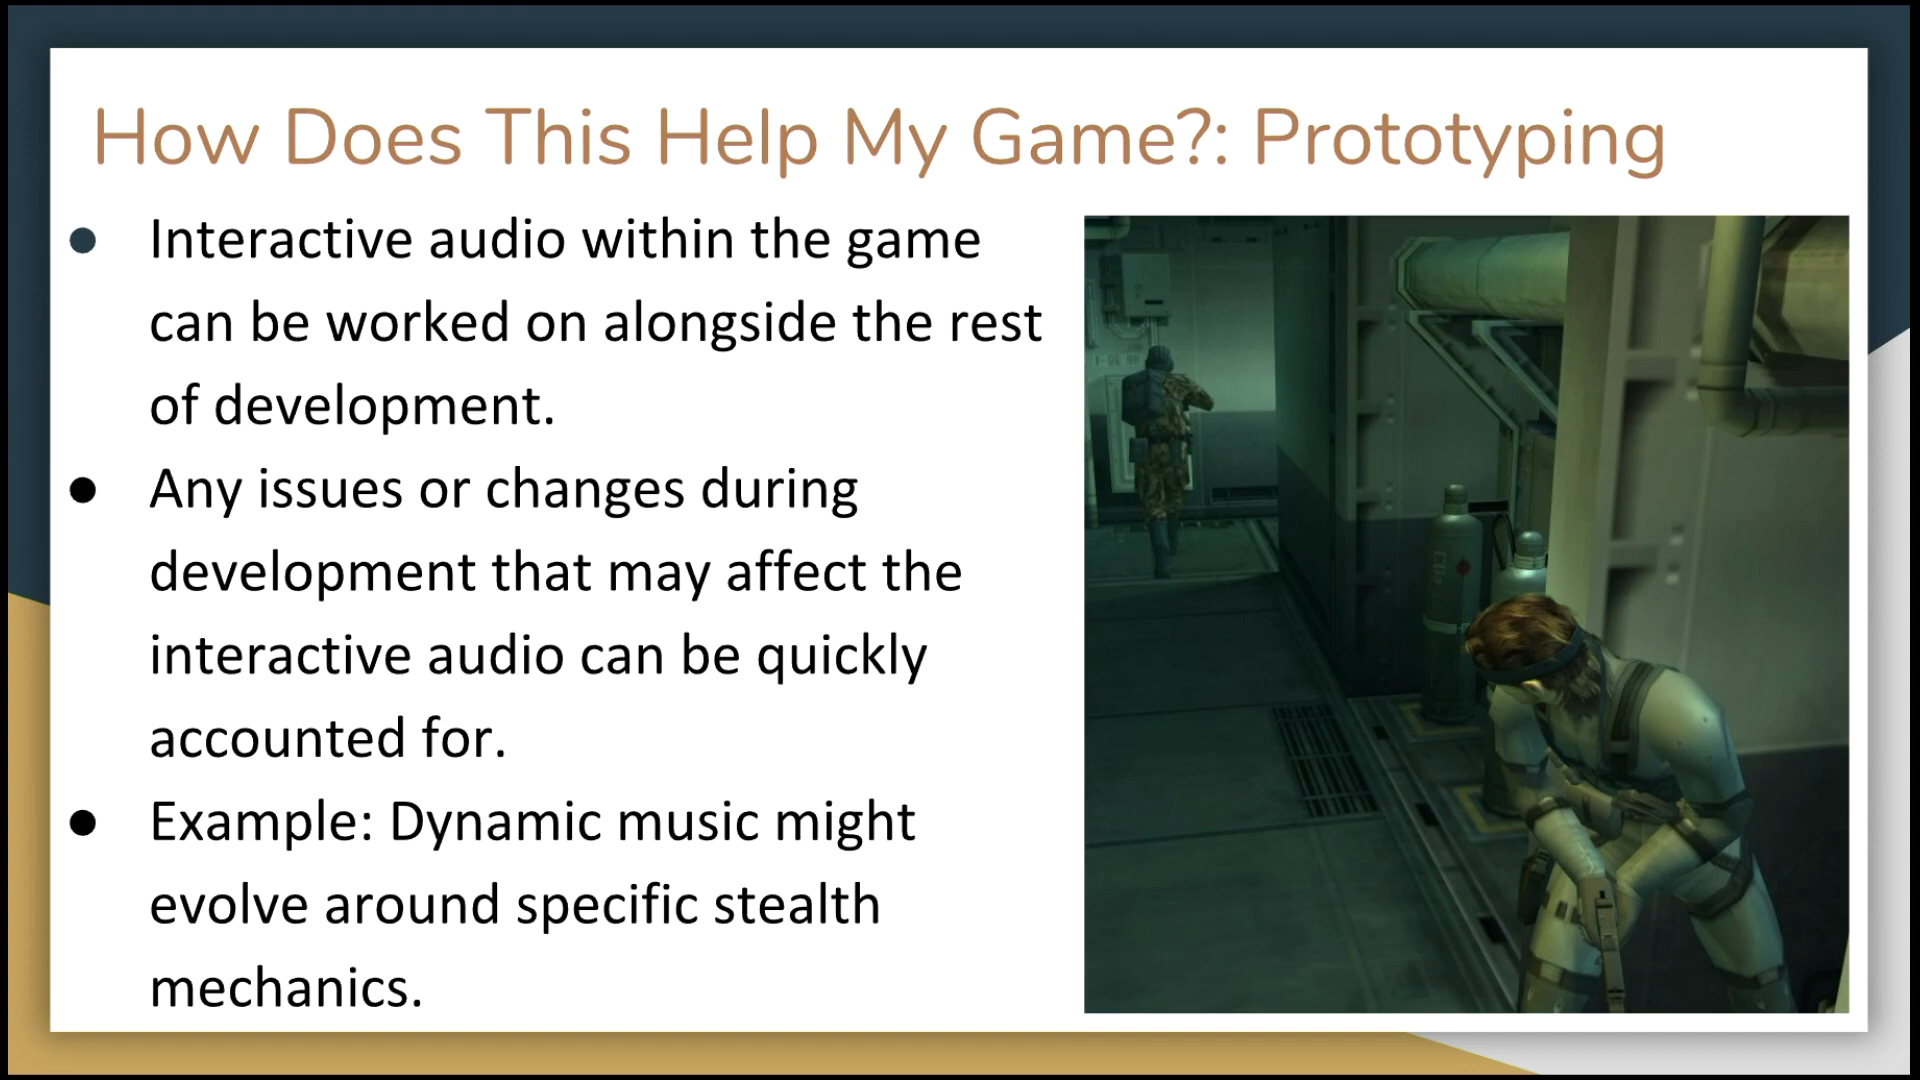 How Does This Help My Game?: Prototyping
● Interactive audio within the game
can be worked on alongside the rest
of development.
● Any issues or changes during
development that may affect the
interactive audio can be quickly
accounted for.
● Example: Dynamic music might
evolve around specific stealth
mechanics.